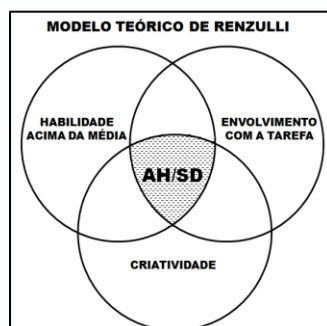 MODELO TEÓRICO DE RENZULLI
HABILIDADE
ACIMA DA MÉDIA
ENVOLVIMENTO
COM A TAREFA
AH/SD
CRIATIVIDADE